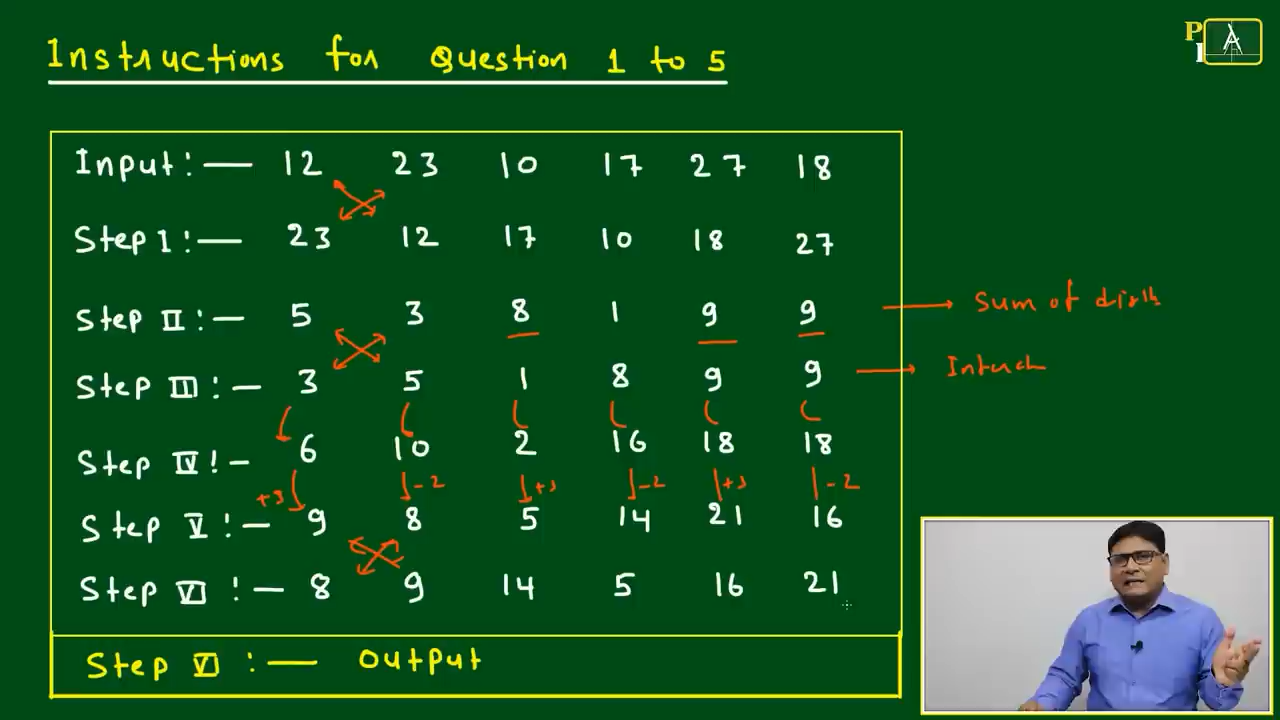 Instructions for Question 1 to 5
P
I
Input:— 12 23 10 17 27 18
Step I:— 23 12 17 10 18 27
Step II:— 5 3 8 1 9 9 → Sum of
Step III:— 3 5 1 8 9 9 →
Step IV!- 6 10 2 16 18 18
+3 -2 +3 -2 +3 -2
Step V!— 9 8 5 14 21 16
Step VI!— 8 9 14 5 16 21
Step VI:— Output